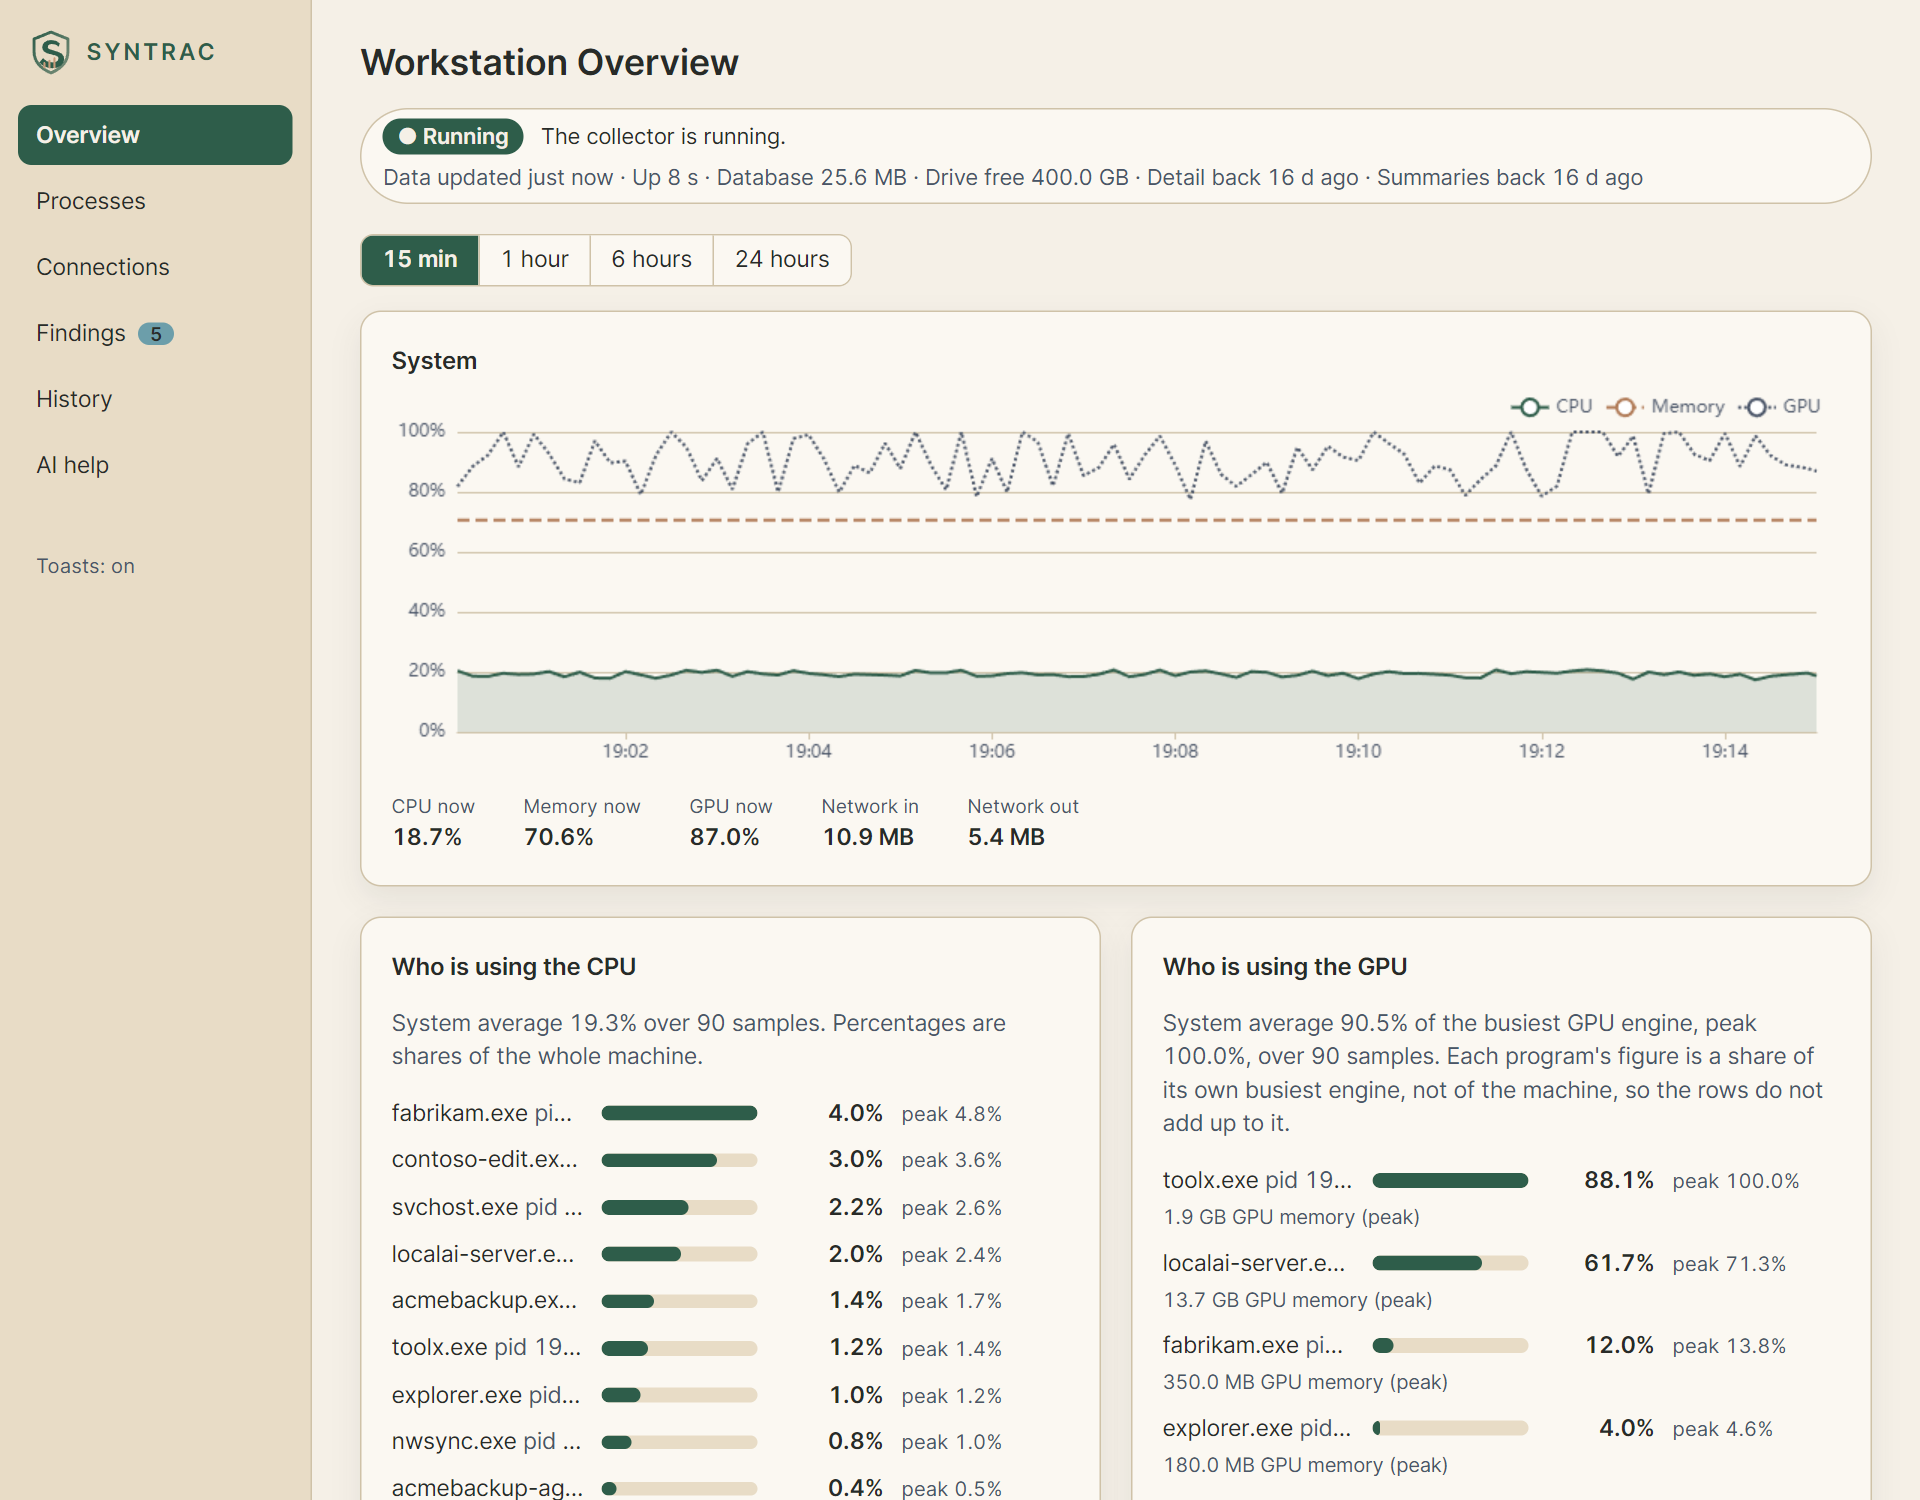 SYNTRAC
Overview
Processes
Connections
Findings 5
History
AI help
Toasts: on
Workstation Overview
Running The collector is running.
Data updated just now · Up 8 s · Database 25.6 MB · Drive free 400.0 GB · Detail back 16 d ago · Summaries back 16 d ago
15 min 1 hour 6 hours 24 hours
System
CPU Memory GPU
100%
80%
60%
40%
20%
0%
19:02 19:04 19:06 19:08 19:10 19:12 19:14
CPU now Memory now GPU now Network in Network out
18.7% 70.6% 87.0% 10.9 MB 5.4 MB
Who is using the CPU
System average 19.3% over 90 samples. Percentages are
shares of the whole machine.
fabrikam.exe pi... 4.0% peak 4.8%
contoso-edit.ex... 3.0% peak 3.6%
svchost.exe pid ... 2.2% peak 2.6%
localai-server.e... 2.0% peak 2.4%
acmebackup.ex... 1.4% peak 1.7%
toolx.exe pid 19... 1.2% peak 1.4%
explorer.exe pid... 1.0% peak 1.2%
nwsync.exe pid ... 0.8% peak 1.0%
acmebackup-ag... 0.4% peak 0.5%
Who is using the GPU
System average 90.5% of the busiest GPU engine, peak
100.0%, over 90 samples. Each program's figure is a share of
its own busiest engine, not of the machine, so the rows do not
add up to it.
toolx.exe pid 19... 88.1% peak 100.0%
1.9 GB GPU memory (peak)
localai-server.e... 61.7% peak 71.3%
13.7 GB GPU memory (peak)
fabrikam.exe pi... 12.0% peak 13.8%
350.0 MB GPU memory (peak)
explorer.exe pid... 4.0% peak 4.6%
180.0 MB GPU memory (peak)